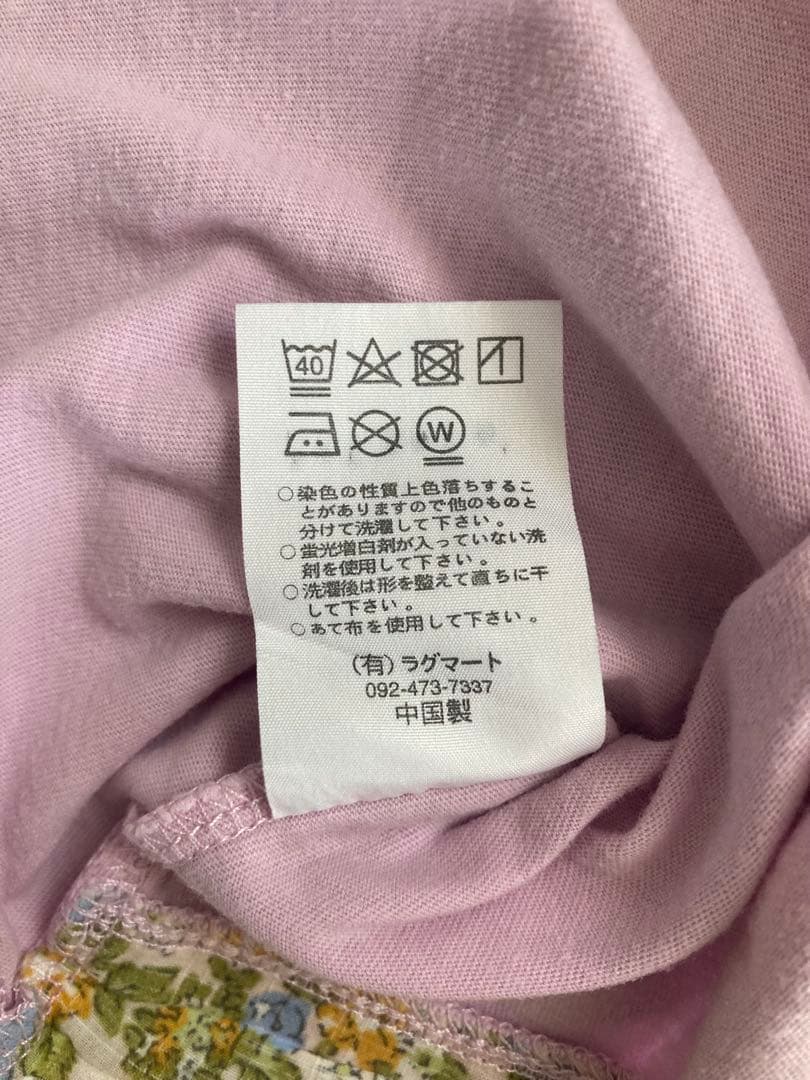 40
W
○染色の性質上色落ちするこ
とがありますので他のものと
分けて洗濯して下さい。
○蛍光増白剤が入っていない洗
剤を使用して下さい。
○洗濯後は形を整えて直ちに干
して下さい。
○あて布を使用して下さい。
(有)ラグマート
092-473-7337
中国製